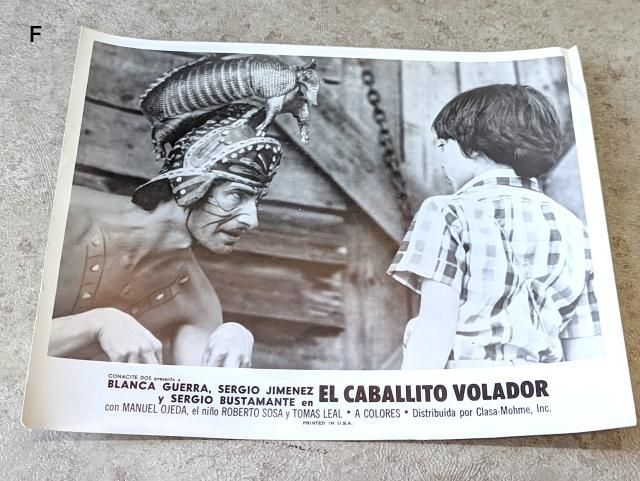 F
CONACITE DOS presenta a
BLANCA GUERRA, SERGIO JIMENEZ
y SERGIO BUSTAMANTE en EL CABALLITO VOLADOR
con MANUEL OJEDA, el niño ROBERTO SOSA y TOMAS LEAL • A COLORES • Distribuida por Clasa-Mohme, Inc.
PRINTED IN U.S.A.